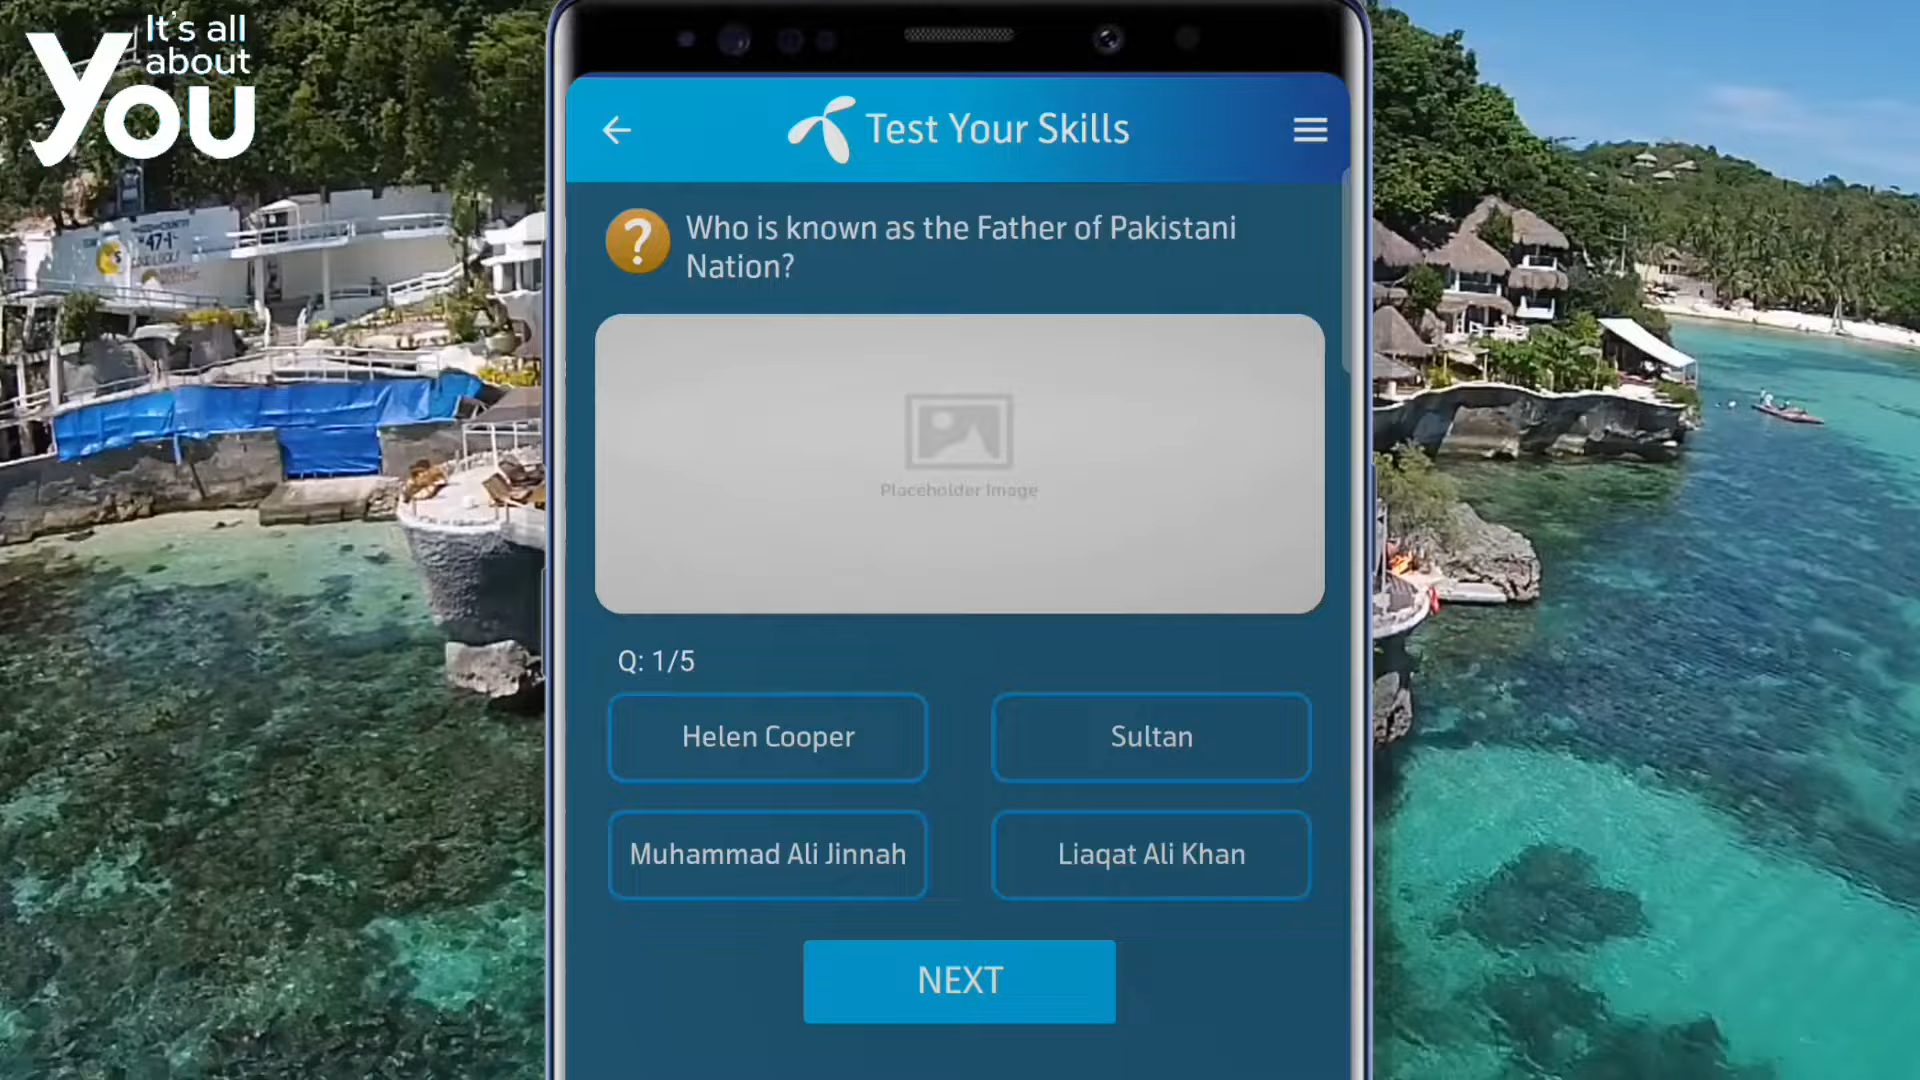 It's all
about
You
Test Your Skills
?
Who is known as the Father of Pakistani
Nation?
Placeholder Image
Q: 1/5
Helen Cooper
Sultan
Muhammad Ali Jinnah
Liaqat Ali Khan
NEXT